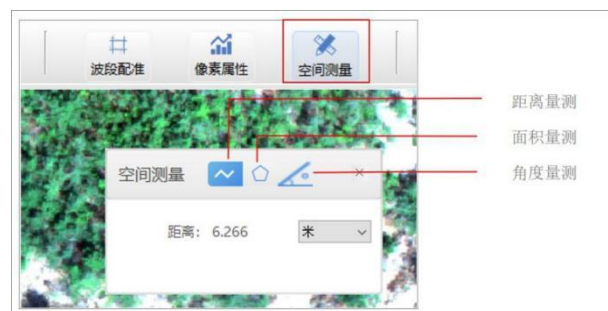 波段配准 像素属性 空间测量
距离量测
面积量测
空间测量 × 角度量测
距离: 6.266 米